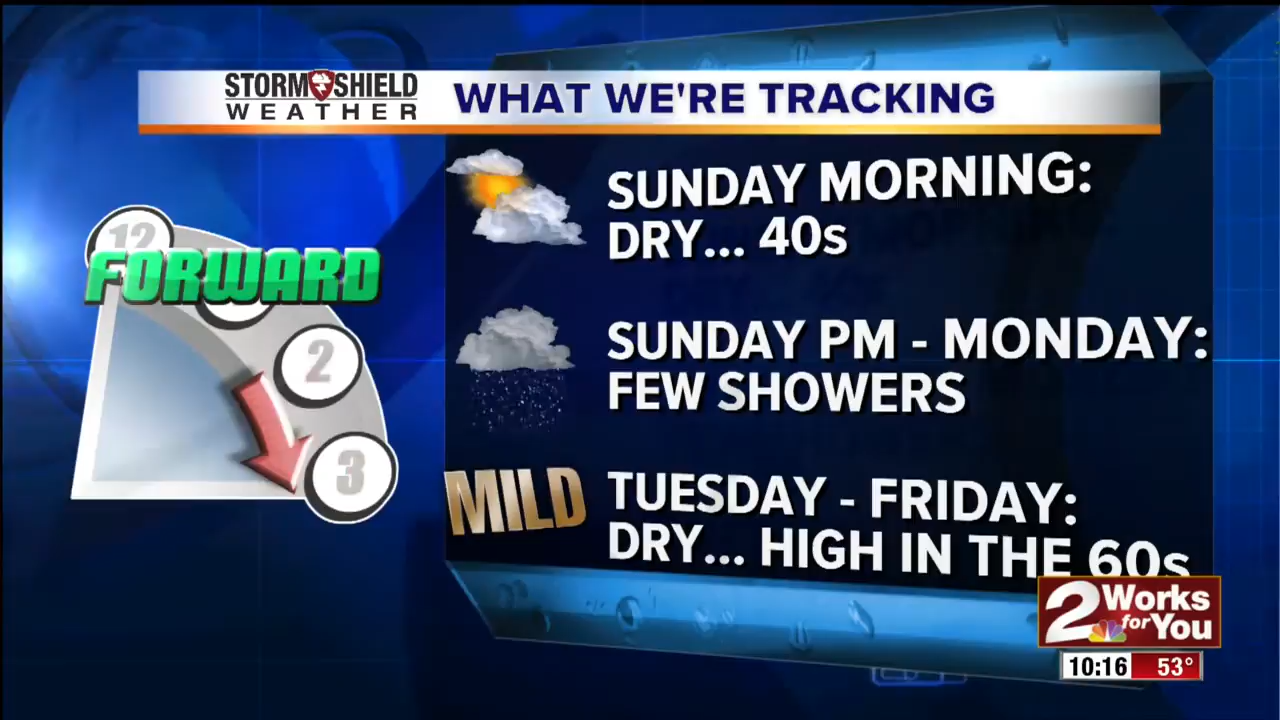 STORM SHIELD
WEATHER
WHAT WE'RE TRACKING
12
FORWARD
2
3
SUNDAY MORNING:
DRY... 40s
SUNDAY PM - MONDAY:
FEW SHOWERS
MILD
TUESDAY - FRIDAY:
DRY... HIGH IN THE 60s
2 Works
for You
10:16 53°